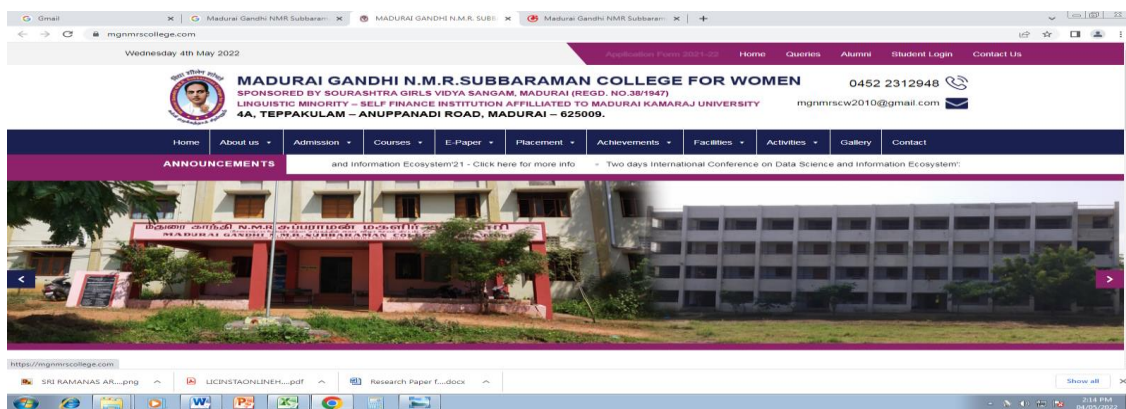 Gmail
Madurai Gandhi NMR Subbaram
MADURAI GANDHI N.M.R. SUBB
Madurai Gandhi NMR Subbaram
mgnmrscollege.com
Wednesday 4th May 2022
Application Form 2021-22 Home Queries Alumni Student Login Contact Us
MADURAI GANDHI N.M.R.SUBBARAMAN COLLEGE FOR WOMEN
SPONSORED BY SOURASHTRA GIRLS VIDYA SANGAM, MADURAI (REGD. NO.38/1947)
LINGUISTIC MINORITY – SELF FINANCE INSTITUTION AFFILLIATED TO MADURAI KAMARAJ UNIVERSITY
4A, TEPPAKULAM – ANUPPANADI ROAD, MADURAI – 625009.
0452 2312948
mgnmrscw2010@gmail.com
Home About us Admission Courses E-Paper Placement Achievements Facilities Activities Gallery Contact
ANNOUNCEMENTS and Information Ecosystem'21 - Click here for more info Two days International Conference on Data Science and Information Ecosystem':
மதுரை காந்தி N.M.R. சுப்புராமன் மகளிர்
MADURAI GANDHI N.M.R. SUBBARAMAN
https://mgnmrscollege.com
SRI RAMANAS AR....png LICINSTAONLINEH....pdf Research Paper f....docx Show all
2:14 PM
04/05/2022